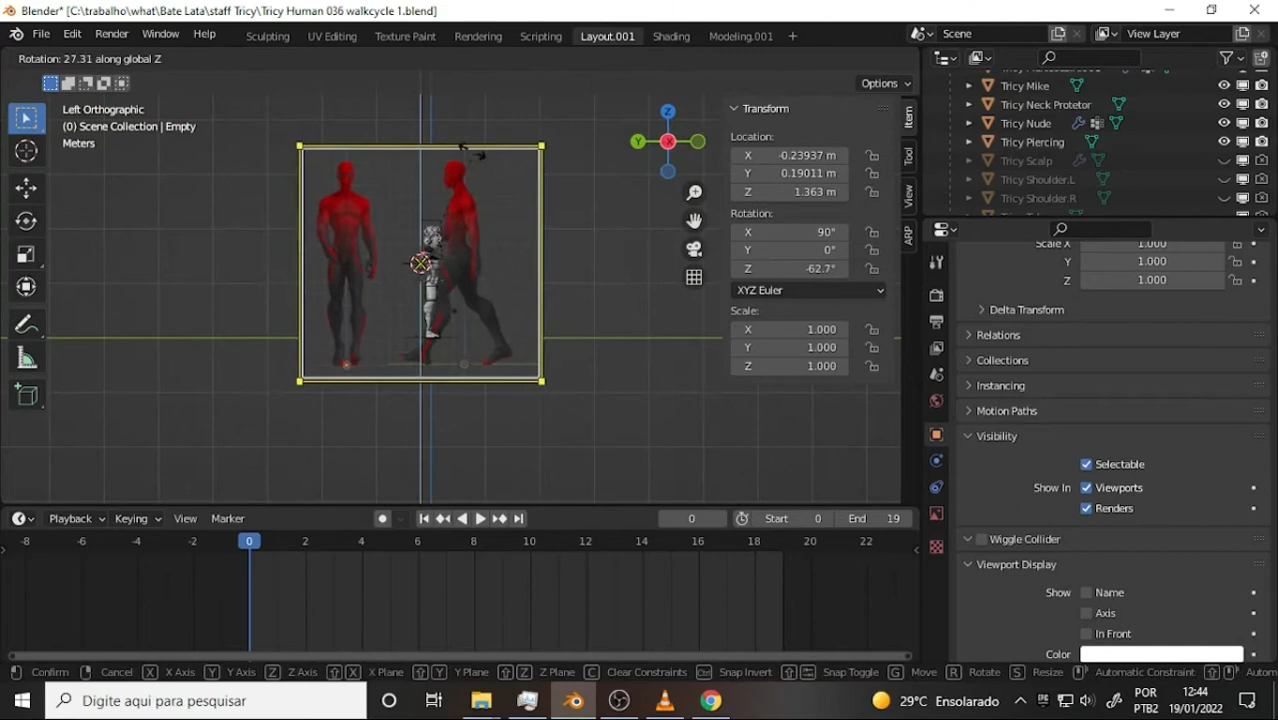 Blender* [C:\trabalho\what\Bate Lata\staff Tricy\Tricy Human 036 walkcycle 1.blend]
File Edit Render Window Help Sculpting UV Editing Texture Paint Rendering Scripting Layout.001 Shading Modeling.001 + Scene View Layer
Rotation: 27.31 along global Z
Options
Left Orthographic
(0) Scene Collection | Empty
Meters
Z
Y
X
Item
Tool
View
ARP
Transform
Location:
X -0.23937 m
Y 0.19011 m
Z 1.363 m
Rotation:
X 90°
Y 0°
Z -62.7°
XYZ Euler
Scale:
X 1.000
Y 1.000
Z 1.000
Tricy Mike
Tricy Neck Protetor
Tricy Nude
Tricy Piercing
Tricy Scalp
Tricy Shoulder.L
Tricy Shoulder.R
Scale X 1.000
Y 1.000
Z 1.000
Delta Transform
Relations
Collections
Instancing
Motion Paths
Visibility
Selectable
Show In Viewports
Renders
Wiggle Collider
Viewport Display
Show Name
Axis
In Front
Color
Playback Keying View Marker 0 Start 0 End 19
-8 -6 -4 -2 0 2 4 6 8 10 12 14 16 18 20 22
Confirm Cancel X X Axis Y Y Axis Z Z Axis X X Plane Y Y Plane Z Z Plane C Clear Constraints Ctrl Snap Invert Snap Toggle G Move R Rotate S Resize Automatic Constraint Autom
Digite aqui para pesquisar
29°C Ensolarado
POR
PTB2
12:44
19/01/2022